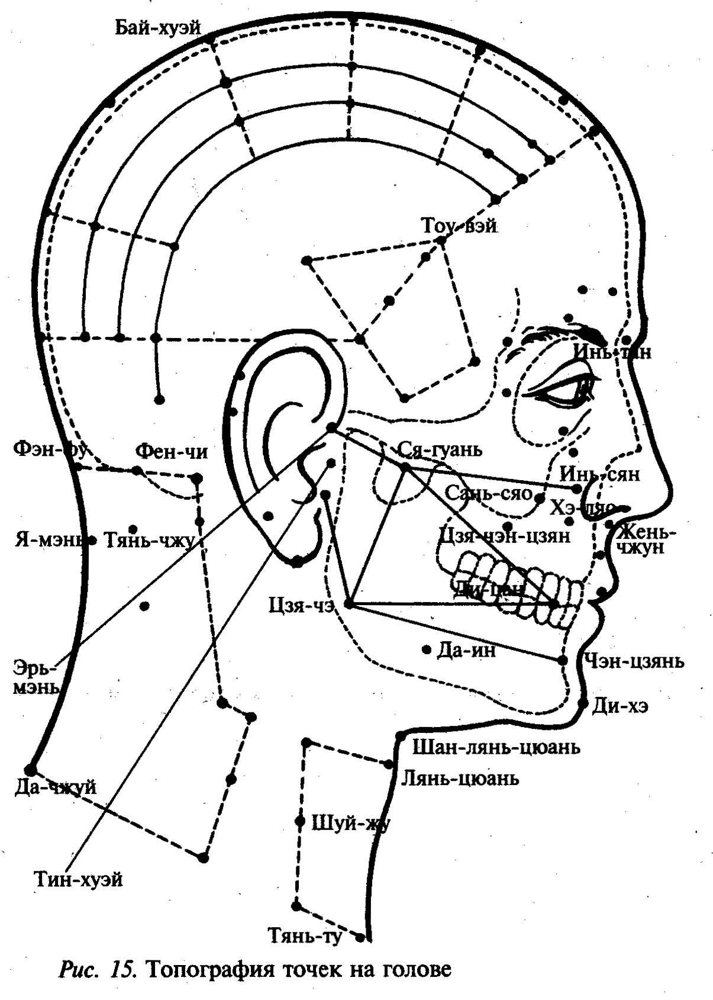 Бай-хуэй
Тоу-вэй
Инь-тан
Фэн-фу
Фен-чи
Ся-гуань
Инь-сян
Сань-сяо
Хэ-ляо
Я-мэнь
Тянь-чжу
Цзя-чэн-цзян
Жень-
чжун
Ди-цан
Цзя-чэ
Да-ин
Чэн-цзянь
Эрь-
мэнь
Ди-хэ
Шан-лянь-цюань
Лянь-цюань
Да-чжуй
Шуй-жу
Тин-хуэй
Тянь-ту
Рис. 15. Топография точек на голове